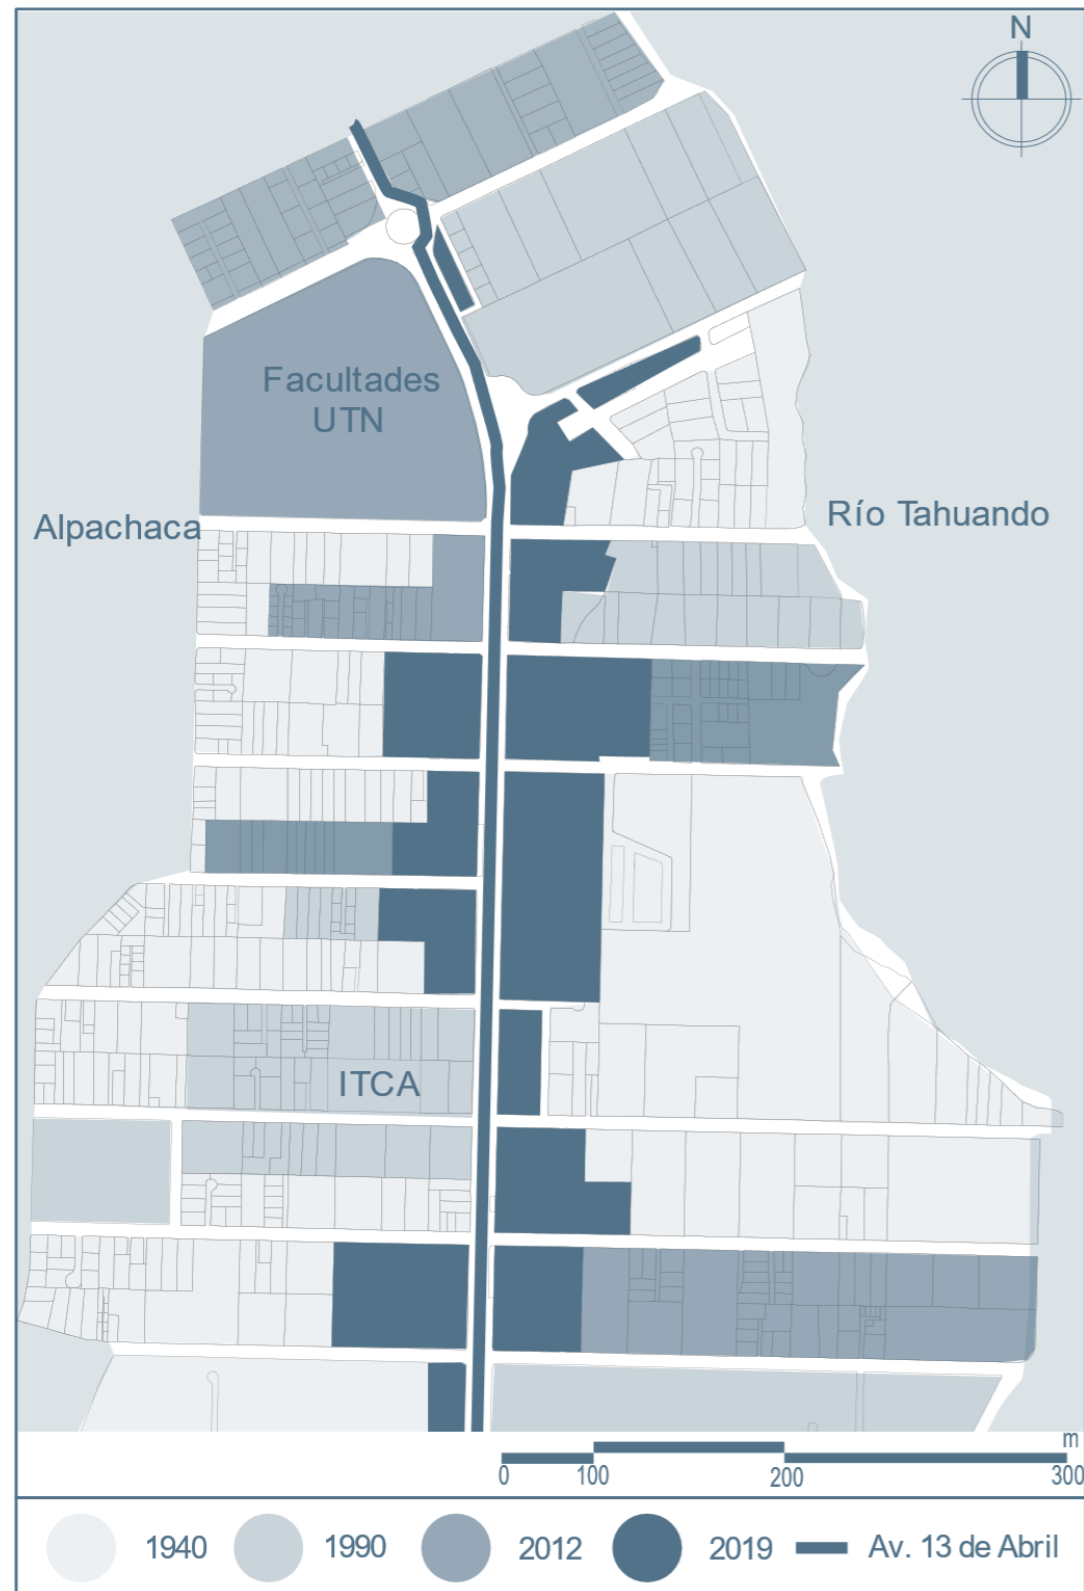 N
Facultades
UTN
Alpachaca
Río Tahuando
ITCA
m
0 100 200 300
1940 1990 2012 2019 Av. 13 de Abril